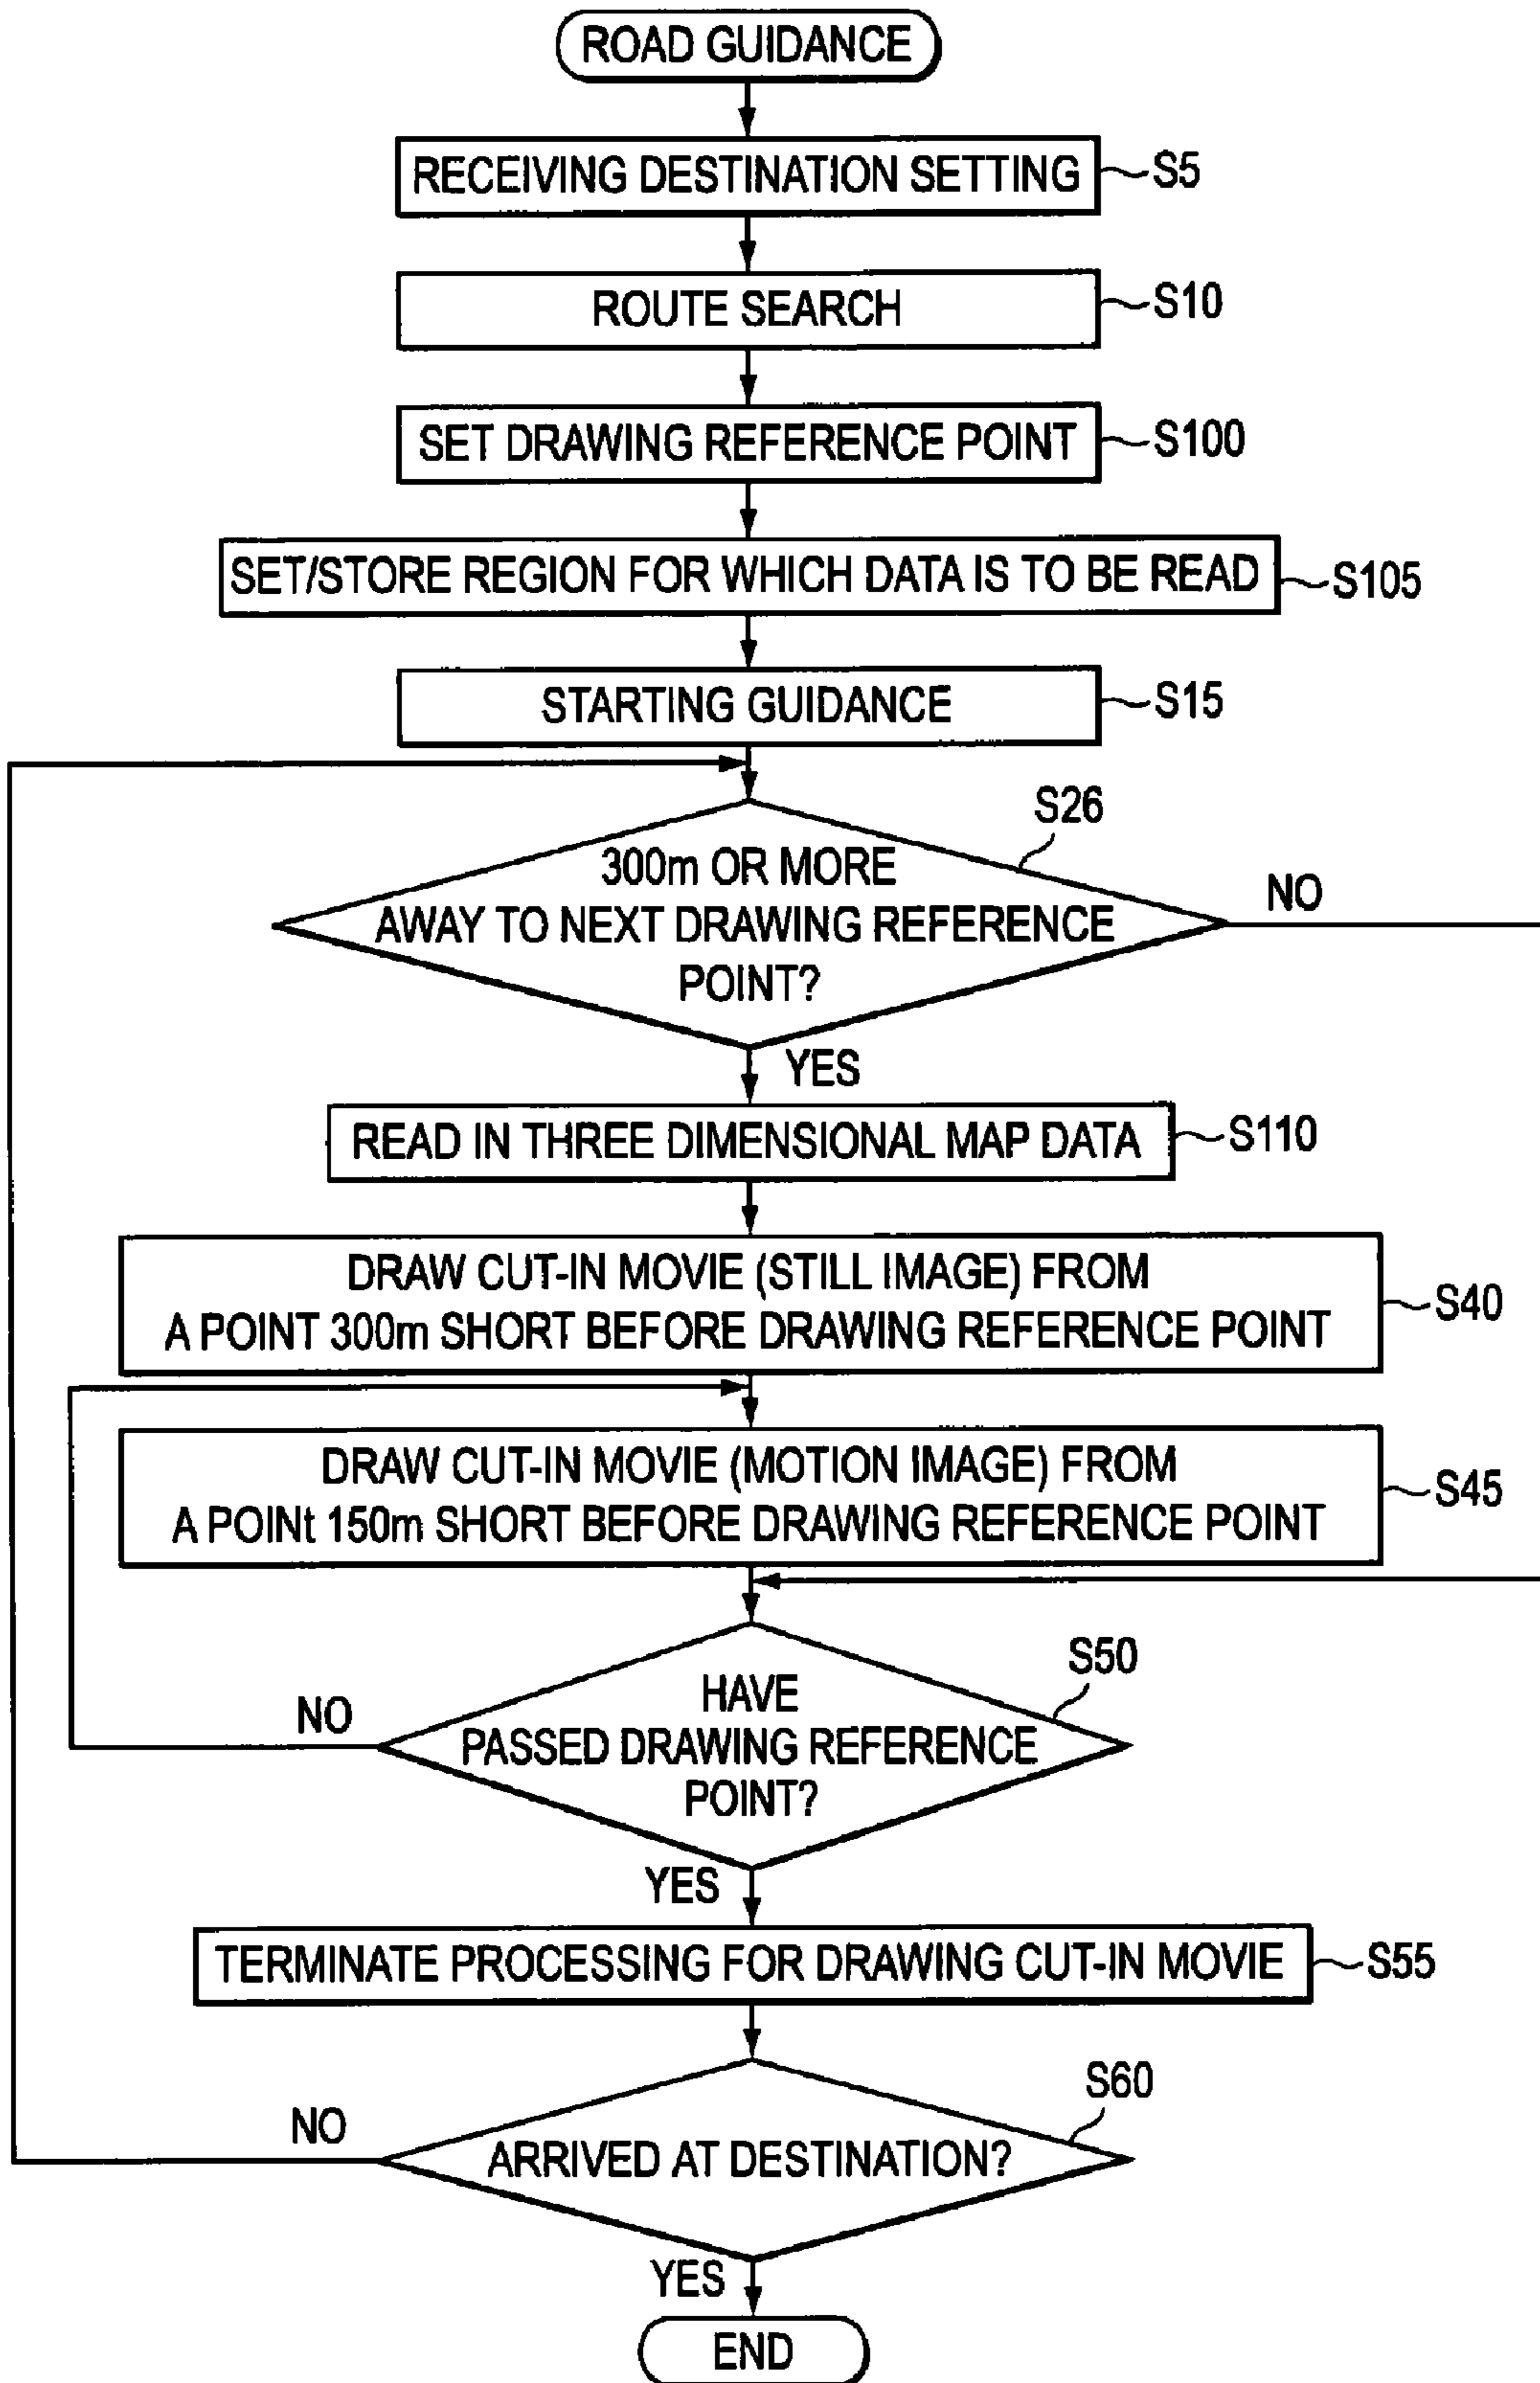 ROAD GUIDANCE
RECEIVING DESTINATION SETTING
S5
ROUTE SEARCH
S10
SET DRAWING REFERENCE POINT
S100
SET/STORE REGION FOR WHICH DATA IS TO BE READ
S105
STARTING GUIDANCE
S15
S26
300m OR MORE
AWAY TO NEXT DRAWING REFERENCE
POINT?
NO
YES
READ IN THREE DIMENSIONAL MAP DATA
S110
DRAW CUT-IN MOVIE (STILL IMAGE) FROM
A POINT 300m SHORT BEFORE DRAWING REFERENCE POINT
S40
DRAW CUT-IN MOVIE (MOTION IMAGE) FROM
A POINt 150m SHORT BEFORE DRAWING REFERENCE POINT
S45
S50
HAVE
PASSED DRAWING REFERENCE
POINT?
NO
YES
TERMINATE PROCESSING FOR DRAWING CUT-IN MOVIE
S55
S60
ARRIVED AT DESTINATION?
NO
YES
END